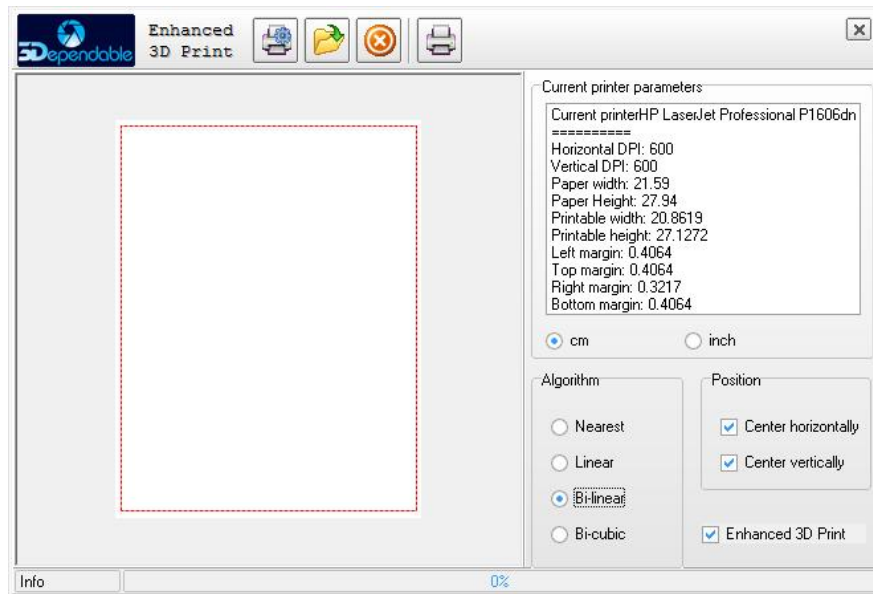 3Dependable
Enhanced
3D Print
Current printer parameters
Current printerHP LaserJet Professional P1606dn
==========
Horizontal DPI: 600
Vertical DPI: 600
Paper width: 21.59
Paper Height: 27.94
Printable width: 20.8619
Printable height: 27.1272
Left margin: 0.4064
Top margin: 0.4064
Right margin: 0.3217
Bottom margin: 0.4064
cm
inch
Algorithm
Position
Nearest
Center horizontally
Linear
Center vertically
Bi-linear
Bi-cubic
Enhanced 3D Print
Info
0%